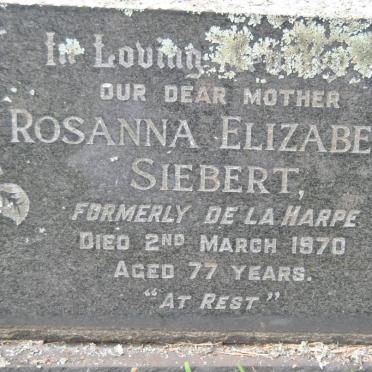 In Loving
OUR DEAR MOTHER
ROSANNA ELIZABE
SIEBERT,
FORMERLY DE LA HARPE
DIED 2ND MARCH 1970
AGED 77 YEARS.
"AT REST"